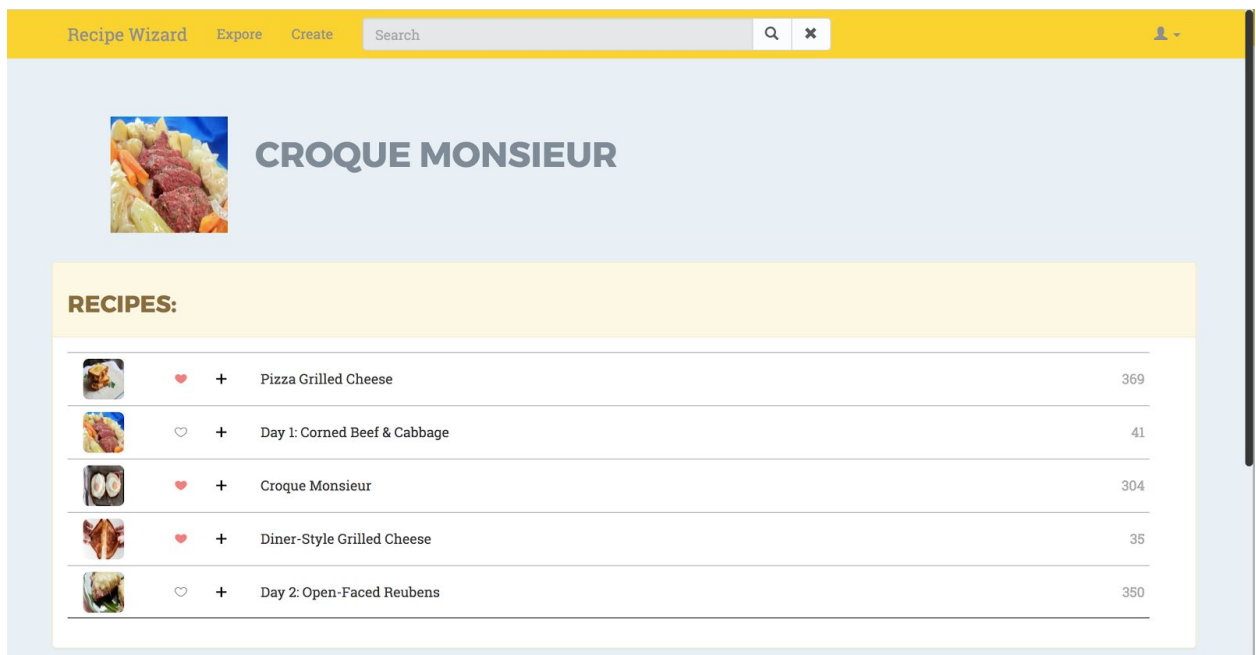 Recipe Wizard Expore Create Search
CROQUE MONSIEUR
RECIPES:
Pizza Grilled Cheese 369
Day 1: Corned Beef & Cabbage 41
Croque Monsieur 304
Diner-Style Grilled Cheese 35
Day 2: Open-Faced Reubens 350